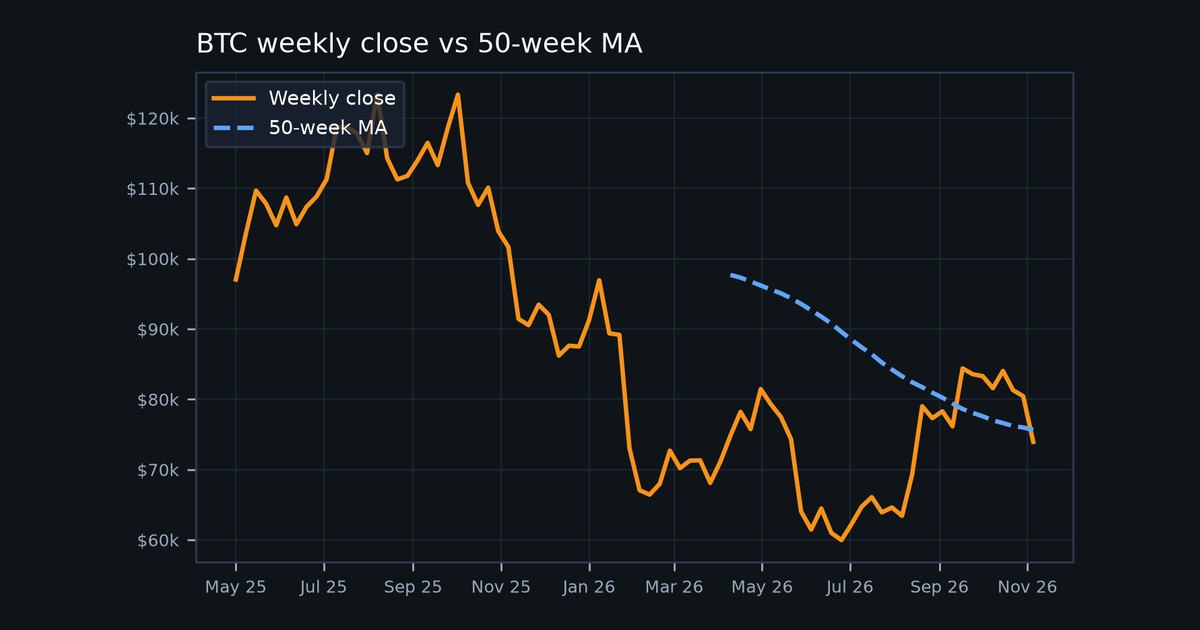 BTC weekly close vs 50-week MA
Weekly close
50-week MA
$120k
$110k
$100k
$90k
$80k
$70k
$60k
May 25 Jul 25 Sep 25 Nov 25 Jan 26 Mar 26 May 26 Jul 26 Sep 26 Nov 26